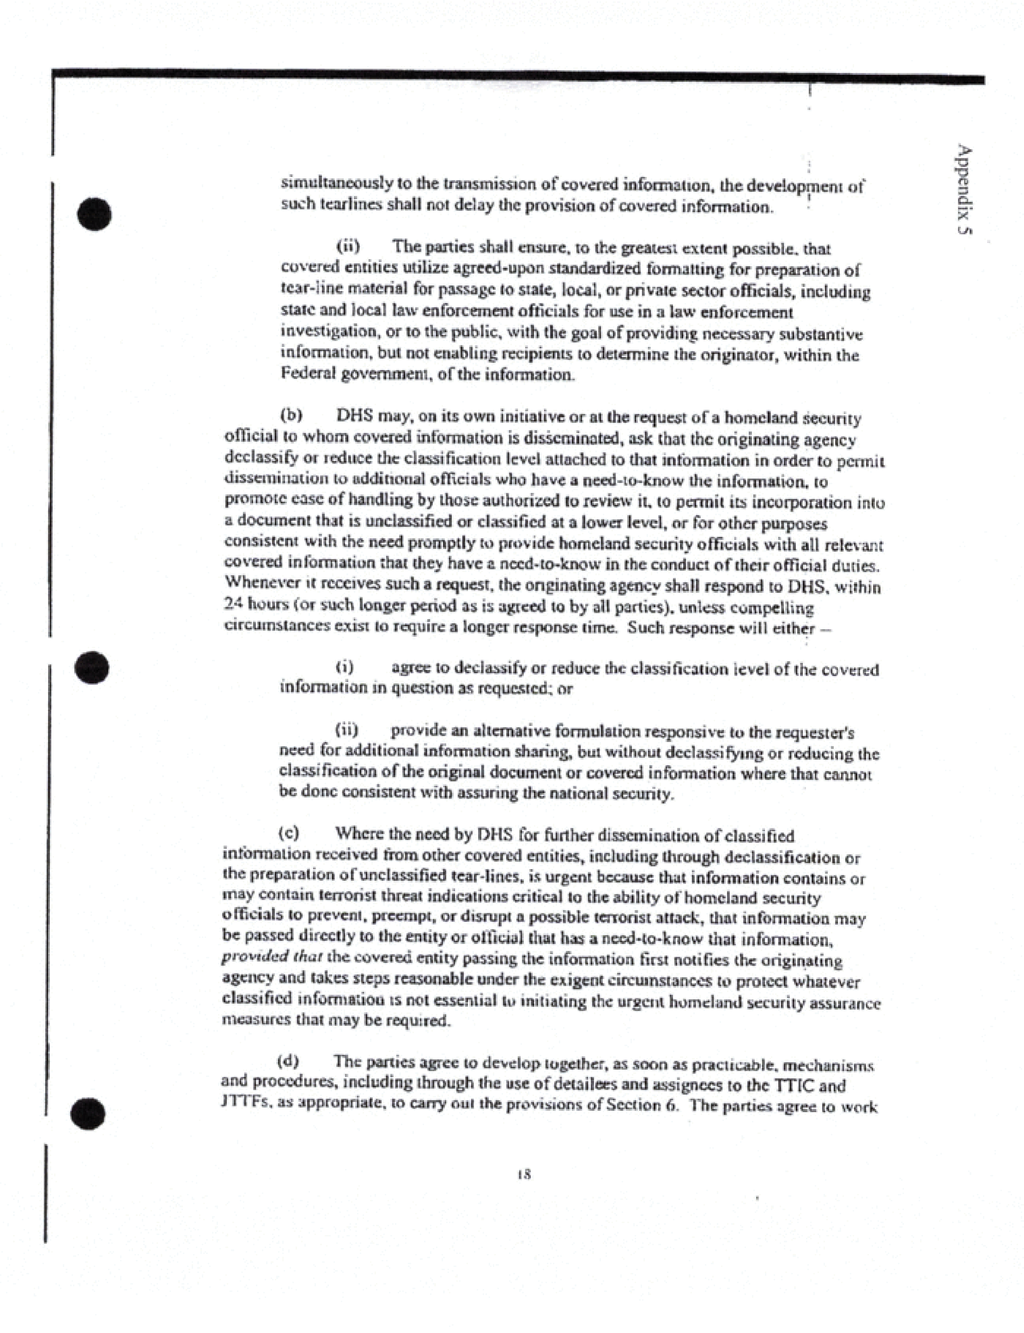 Appendix 5
simultaneously to the transmission of covered information, the development of
such tearlines shall not delay the provision of covered information.
(ii) The parties shall ensure, to the greatest extent possible, that
covered entities utilize agreed-upon standardized formatting for preparation of
tear-line material for passage to state, local, or private sector officials, including
state and local law enforcement officials for use in a law enforcement
investigation, or to the public, with the goal of providing necessary substantive
information, but not enabling recipients to determine the originator, within the
Federal government, of the information.
(b) DHS may, on its own initiative or at the request of a homeland security
official to whom covered information is disseminated, ask that the originating agency
declassify or reduce the classification level attached to that information in order to permit
dissemination to additional officials who have a need-to-know the information, to
promote ease of handling by those authorized to review it, to permit its incorporation into
a document that is unclassified or classified at a lower level, or for other purposes
consistent with the need promptly to provide homeland security officials with all relevant
covered information that they have a need-to-know in the conduct of their official duties.
Whenever it receives such a request, the originating agency shall respond to DHS, within
24 hours (or such longer period as is agreed to by all parties), unless compelling
circumstances exist to require a longer response time. Such response will either –
(i) agree to declassify or reduce the classification level of the covered
information in question as requested; or
(ii) provide an alternative formulation responsive to the requester's
need for additional information sharing, but without declassifying or reducing the
classification of the original document or covered information where that cannot
be done consistent with assuring the national security.
(c) Where the need by DHS for further dissemination of classified
information received from other covered entities, including through declassification or
the preparation of unclassified tear-lines, is urgent because that information contains or
may contain terrorist threat indications critical to the ability of homeland security
officials to prevent, preempt, or disrupt a possible terrorist attack, that information may
be passed directly to the entity or official that has a need-to-know that information,
provided that the covered entity passing the information first notifies the originating
agency and takes steps reasonable under the exigent circumstances to protect whatever
classified information is not essential to initiating the urgent homeland security assurance
measures that may be required.
(d) The parties agree to develop together, as soon as practicable, mechanisms
and procedures, including through the use of detailees and assignees to the TTIC and
JTTFs, as appropriate, to carry out the provisions of Section 6. The parties agree to work
18